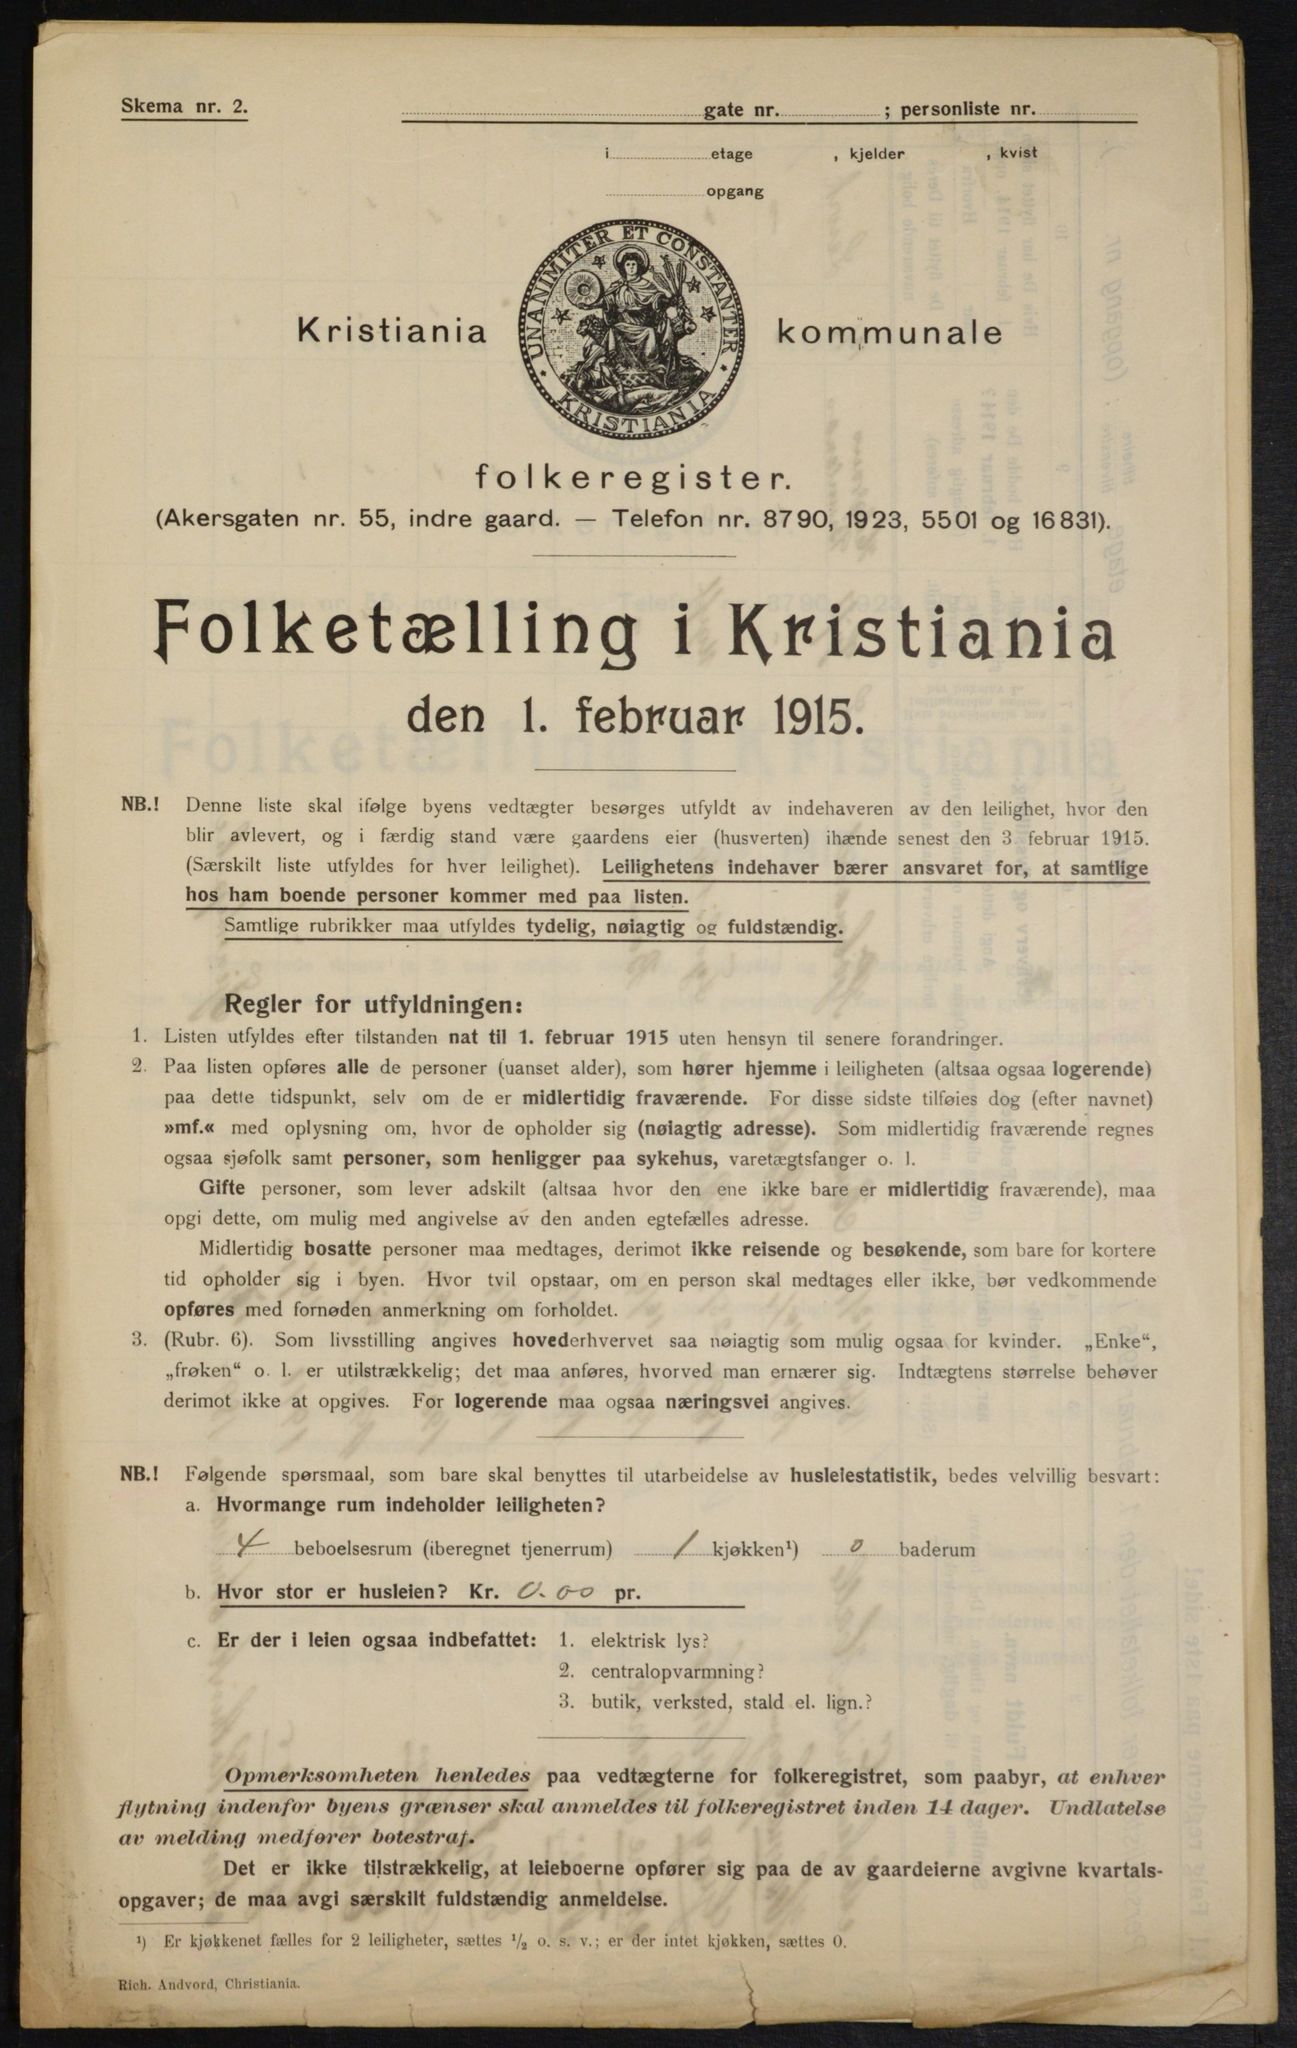 Skema nr. 2.
gate nr. ; personliste nr.
i etage , kjelder , kvist
opgang
UNANIMITER ET CONSTANTER
KRISTIANIA
Kristiania kommunale
folkeregister.
(Akersgaten nr. 55, indre gaard. — Telefon nr. 8790, 1923, 5501 og 16831).
Folketælling i Kristiania
den 1. februar 1915.
NB.! Denne liste skal ifølge byens vedtægter besørges utfyldt av indehaveren av den leilighet, hvor den
blir avlevert, og i færdig stand være gaardens eier (husverten) ihænde senest den 3. februar 1915.
(Særskilt liste utfyldes for hver leilighet). Leilighetens indehaver bærer ansvaret for, at samtlige
hos ham boende personer kommer med paa listen.
Samtlige rubrikker maa utfyldes tydelig, nøiagtig og fuldstændig.
Regler for utfyldningen:
1. Listen utfyldes efter tilstanden nat til 1. februar 1915 uten hensyn til senere forandringer.
2. Paa listen opføres alle de personer (uanset alder), som hører hjemme i leiligheten (altsaa ogsaa logerende)
paa dette tidspunkt, selv om de er midlertidig fraværende. For disse sidste tilføies dog (efter navnet)
»mf.« med oplysning om, hvor de opholder sig (nøiagtig adresse). Som midlertidig fraværende regnes
ogsaa sjøfolk samt personer, som henligger paa sykehus, varetægtsfanger o. l.
Gifte personer, som lever adskilt (altsaa hvor den ene ikke bare er midlertidig fraværende), maa
opgi dette, om mulig med angivelse av den anden egtefælles adresse.
Midlertidig bosatte personer maa medtages, derimot ikke reisende og besøkende, som bare for kortere
tid opholder sig i byen. Hvor tvil opstaar, om en person skal medtages eller ikke, bør vedkommende
opføres med fornøden anmerkning om forholdet.
3. (Rubr. 6). Som livsstilling angives hovederhvervet saa nøiagtig som mulig ogsaa for kvinder. „Enke“,
„frøken“ o. l. er utilstrækkelig; det maa anføres, hvorved man ernærer sig. Indtægtens størrelse behøver
derimot ikke at opgives. For logerende maa ogsaa næringsvei angives.
NB.! Følgende spørsmaal, som bare skal benyttes til utarbeidelse av husleiestatistik, bedes velvillig besvart:
a. Hvormange rum indeholder leiligheten?
4 beboelsesrum (iberegnet tjenerrum) 1 kjøkken¹) 0 baderum
b. Hvor stor er husleien? Kr. 0.00 pr.
c. Er der i leien ogsaa indbefattet: 1. elektrisk lys?
2. centralopvarmning?
3. butik, verksted, stald el. lign.?
Opmerksomheten henledes paa vedtægterne for folkeregistret, som paabyr, at enhver
flytning indenfor byens grænser skal anmeldes til folkeregistret inden 14 dager. Undlatelse
av melding medfører botestraf.
Det er ikke tilstrækkelig, at leieboerne opfører sig paa de av gaardeierne avgivne kvartals-
opgaver; de maa avgi særskilt fuldstændig anmeldelse.
¹) Er kjøkkenet fælles for 2 leiligheter, sættes ½ o. s. v.; er der intet kjøkken, sættes 0.
Rich. Andvord, Christiania.